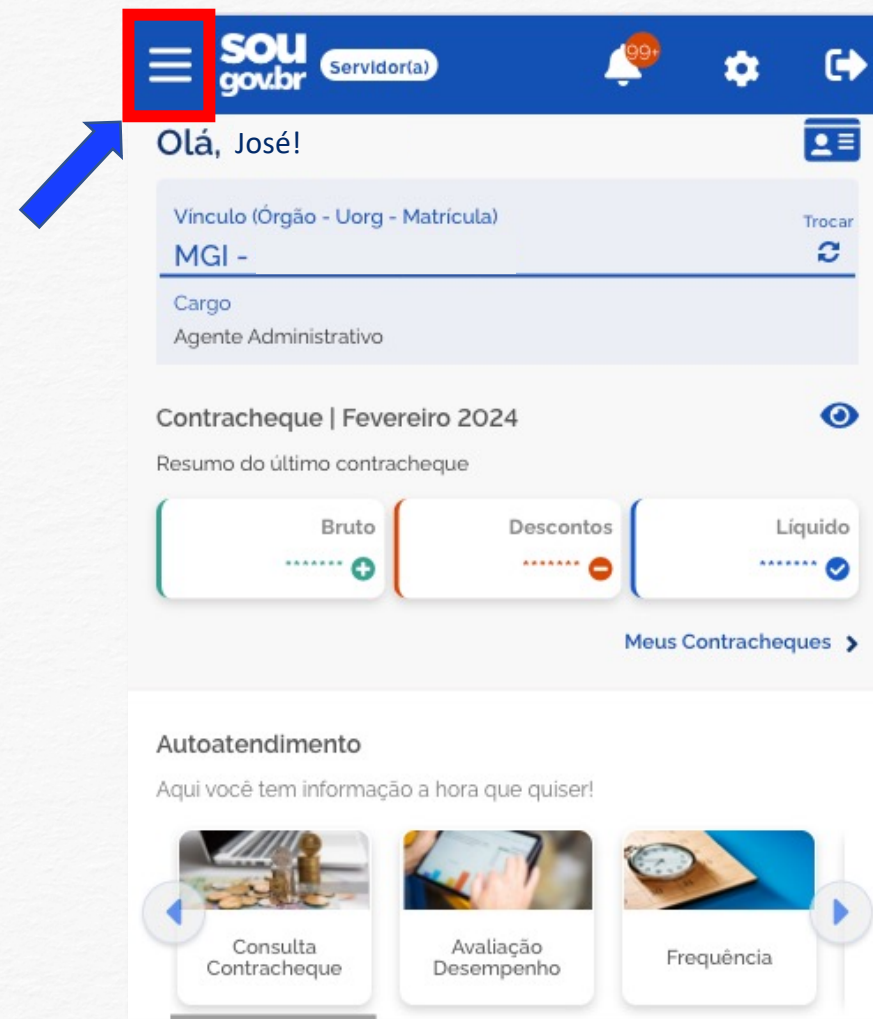 sou
gov.br
Servidor(a)
99+
Olá, José!
Vínculo (Órgão - Uorg - Matrícula)
Trocar
MGI -
Cargo
Agente Administrativo
Contracheque | Fevereiro 2024
Resumo do último contracheque
Bruto
*******
Descontos
*******
Líquido
*******
Meus Contracheques
Autoatendimento
Aqui você tem informação a hora que quiser!
Consulta
Contracheque
Avaliação
Desempenho
Frequência